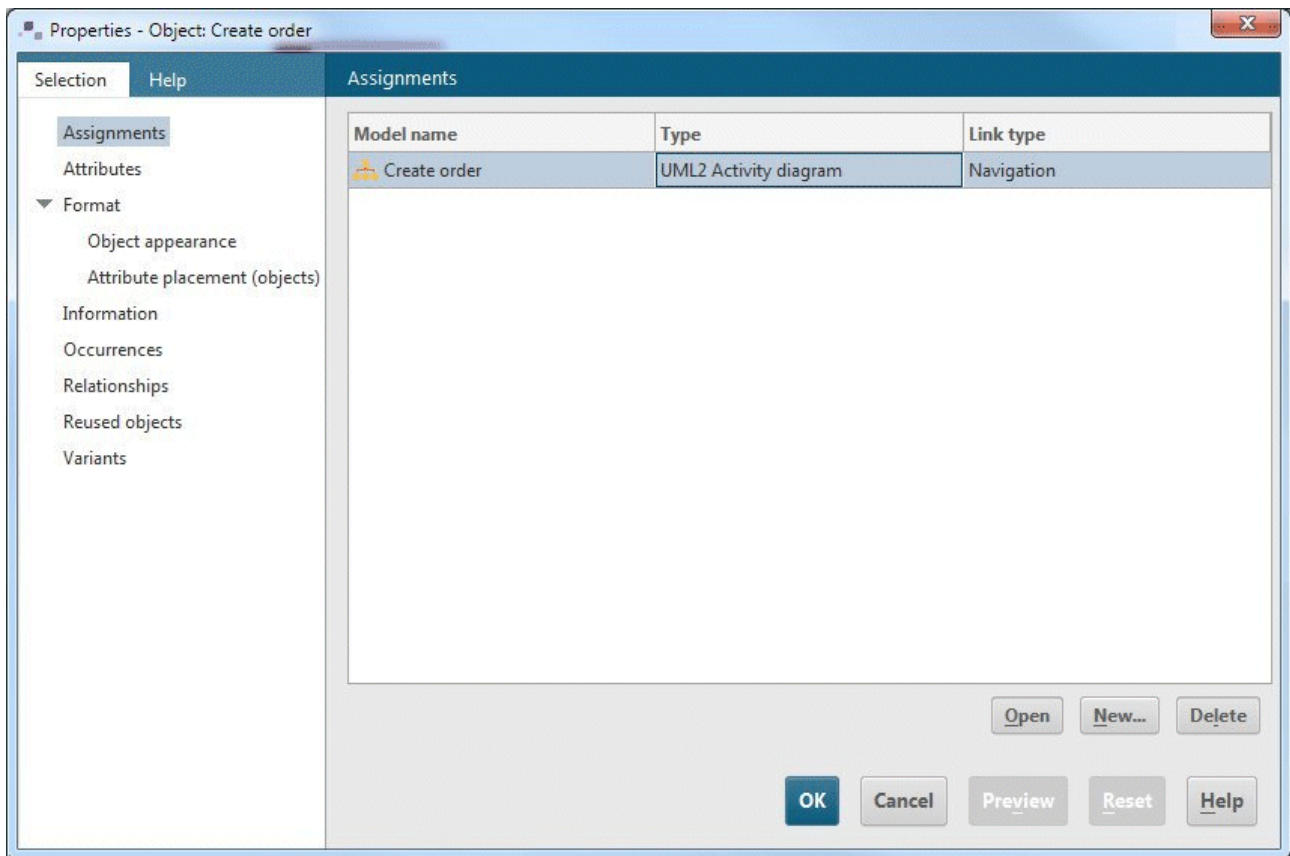 Properties - Object: Create order
Selection Help Assignments
Assignments
Attributes
Format
Object appearance
Attribute placement (objects)
Information
Occurrences
Relationships
Reused objects
Variants
Model name Type Link type
Create order UML2 Activity diagram Navigation
Open New... Delete
OK Cancel Preview Reset Help